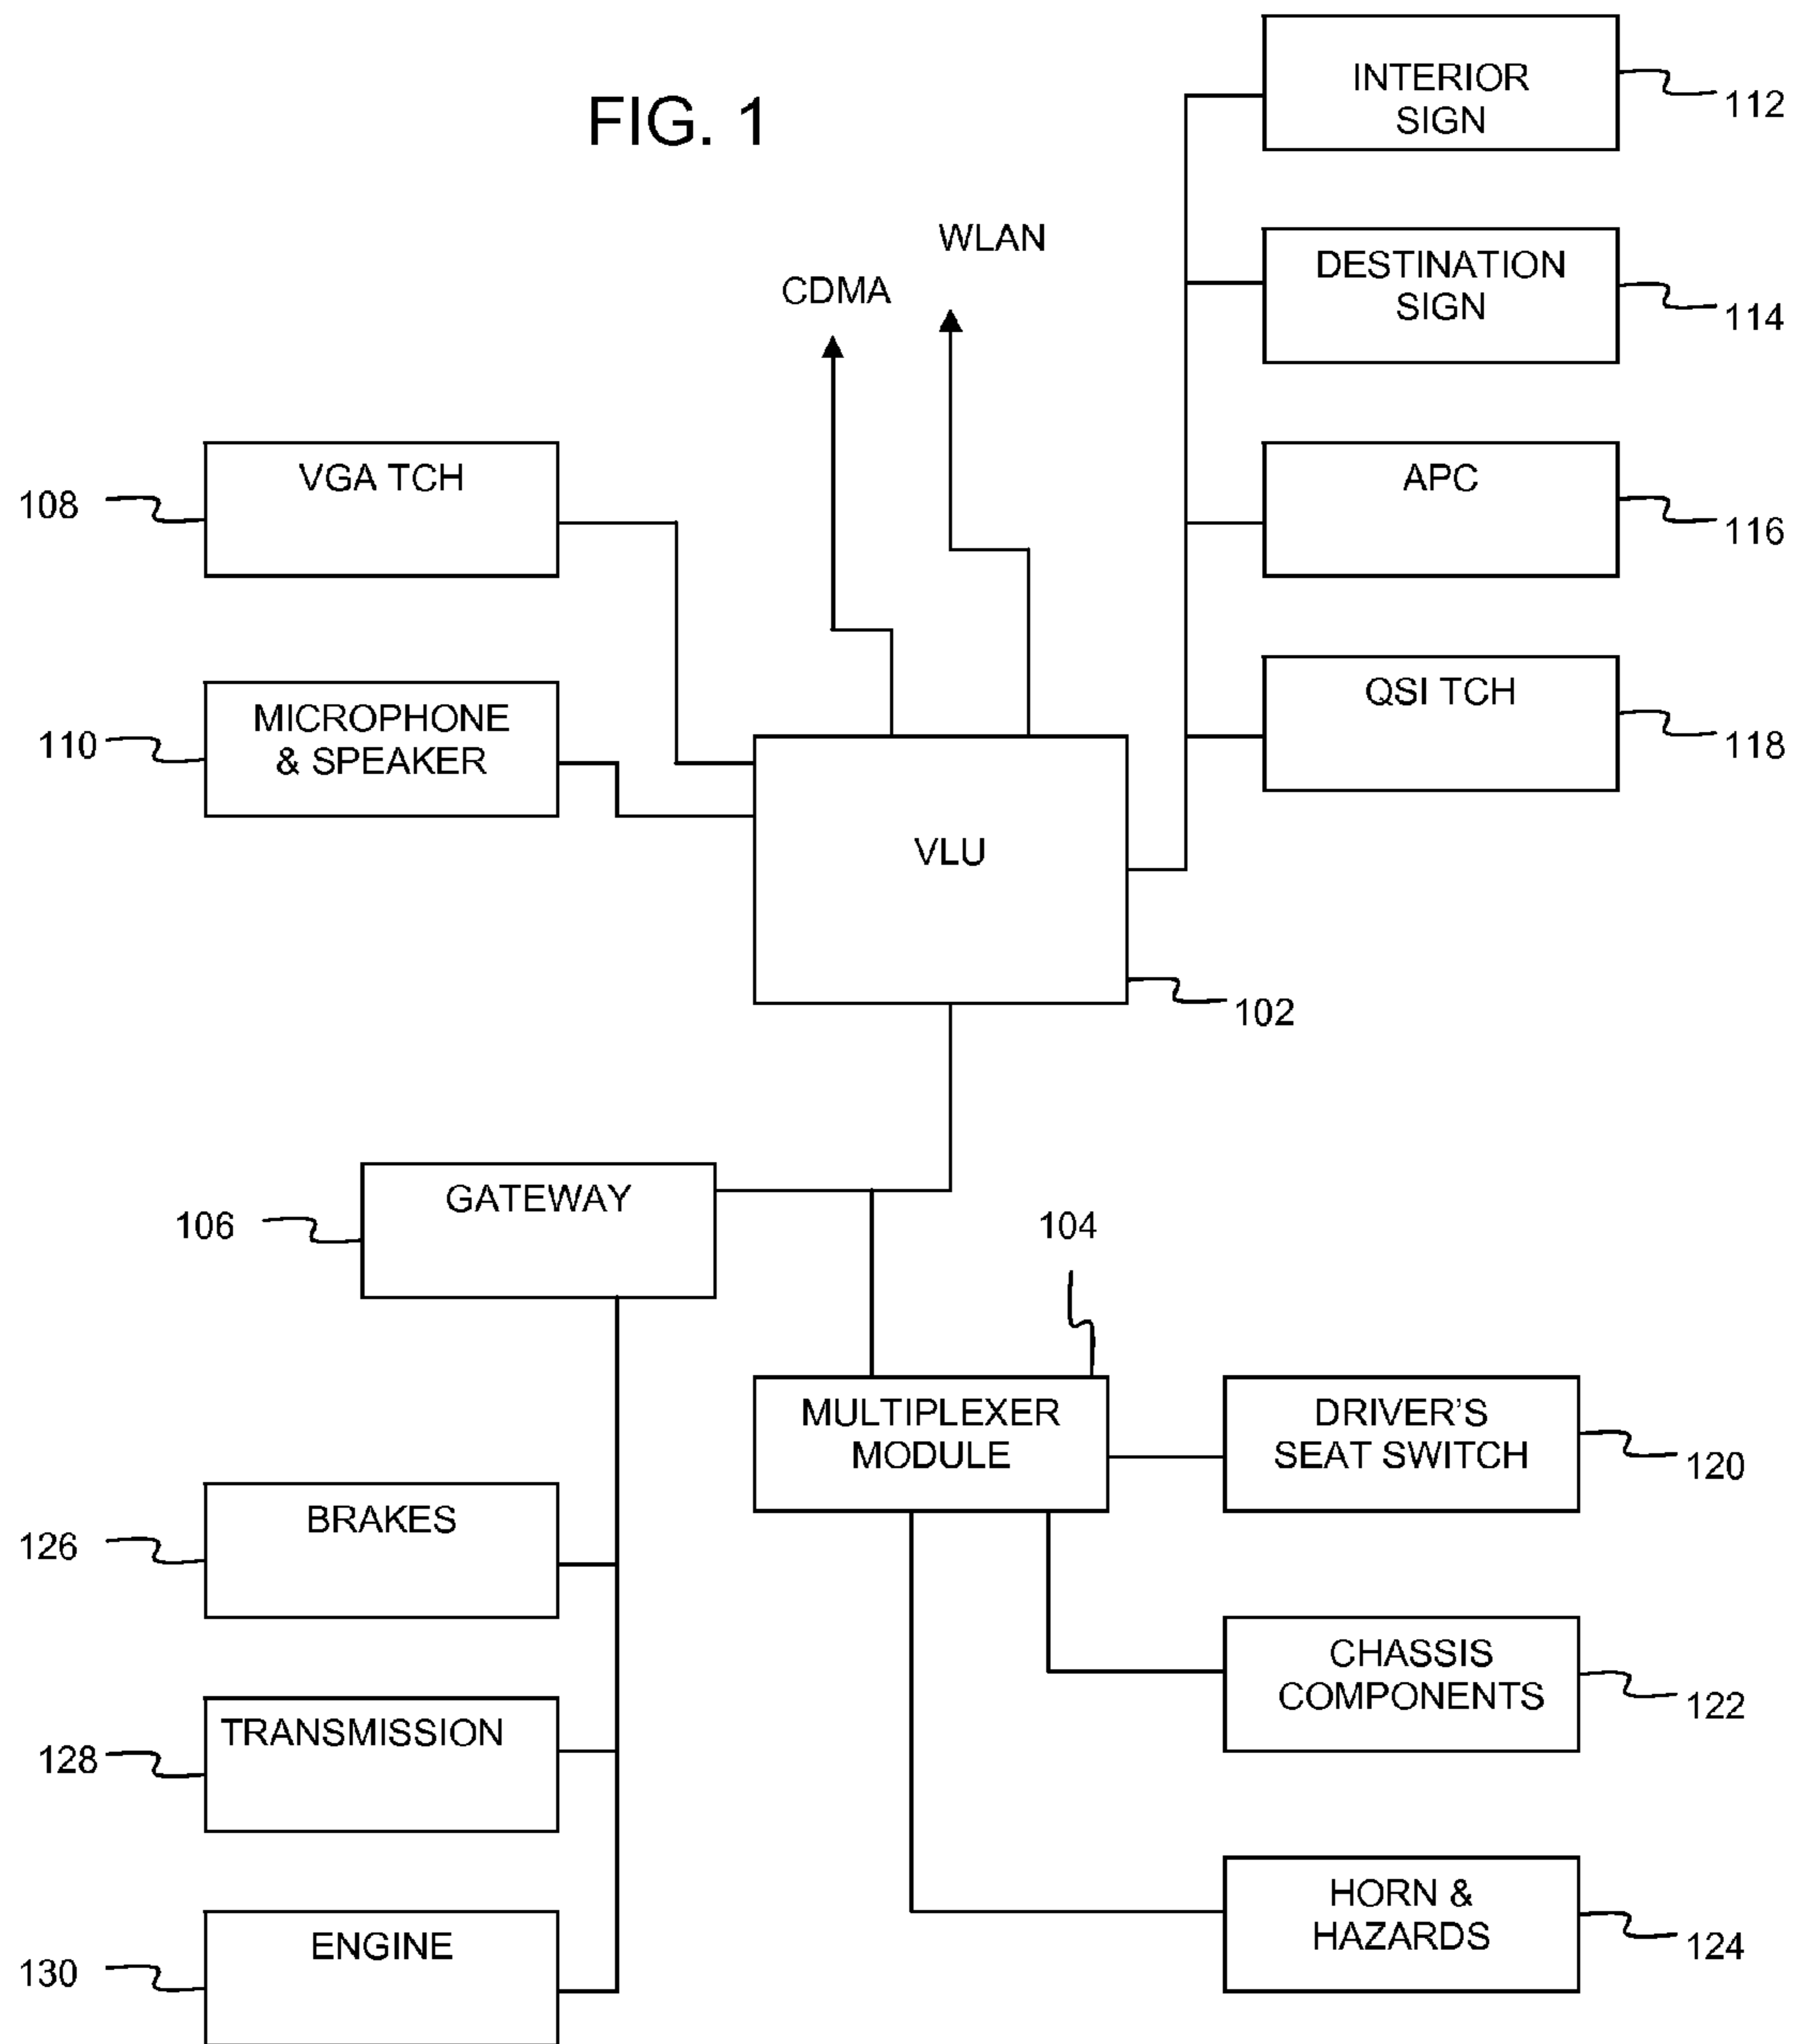 FIG. 1
INTERIOR
SIGN
112
WLAN
CDMA
DESTINATION
SIGN
114
VGA TCH
108
APC
116
MICROPHONE
& SPEAKER
110
QSI TCH
118
VLU
102
GATEWAY
106
104
MULTIPLEXER
MODULE
DRIVER'S
SEAT SWITCH
120
BRAKES
126
CHASSIS
COMPONENTS
122
TRANSMISSION
128
HORN &
HAZARDS
124
ENGINE
130